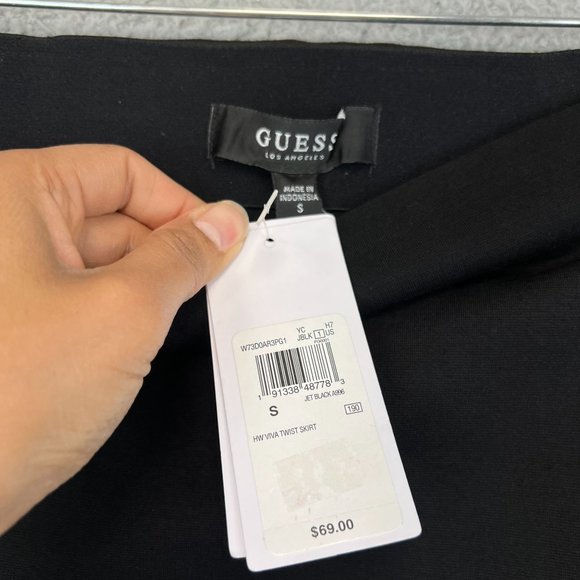 GUESS
LOS ANGELES
MADE IN
INDONESIA
S
W73D0AR3PG1 YC H7
JBLK 1 US
1 91338 48778 3
S JET BLACK A996
190
HW VIVA TWIST SKIRT
$69.00